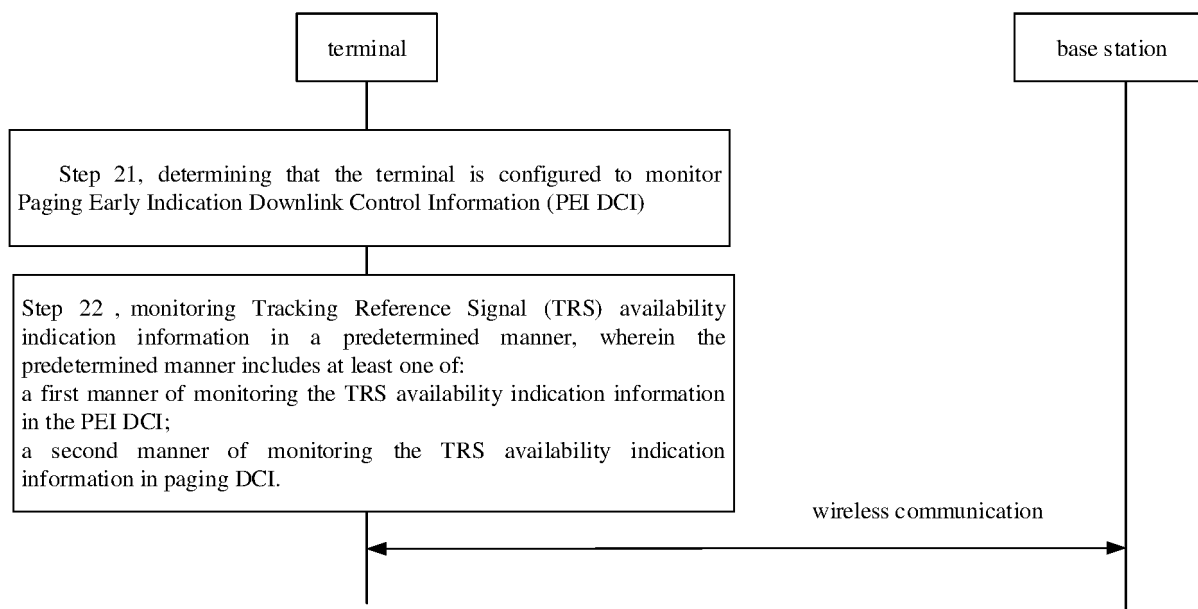 terminal
base station
Step 21, determining that the terminal is configured to monitor
Paging Early Indication Downlink Control Information (PEI DCI)
Step 22 , monitoring Tracking Reference Signal (TRS) availability
indication information in a predetermined manner, wherein the
predetermined manner includes at least one of:
a first manner of monitoring the TRS availability indication information
in the PEI DCI;
a second manner of monitoring the TRS availability indication
information in paging DCI.
wireless communication